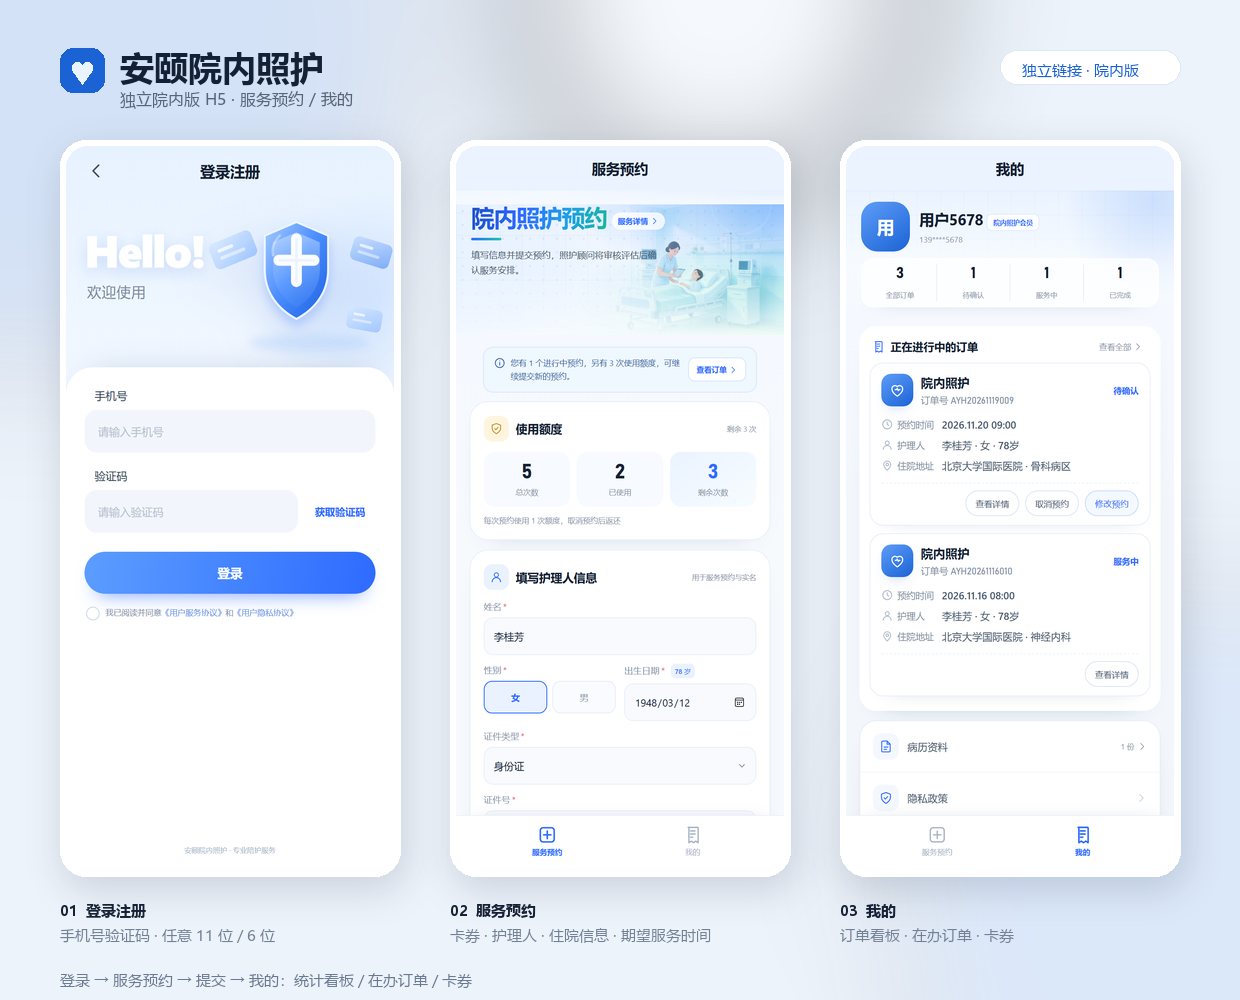 安颐院内照护
独立院内版 H5 · 服务预约 / 我的
独立链接 · 院内版
登录注册
Hello!
欢迎使用
手机号
请输入手机号
验证码
请输入验证码
获取验证码
登录
我已阅读并同意《用户服务协议》和《用户隐私协议》
安颐院内照护 · 专业陪护服务
01 登录注册
手机号验证码 · 任意 11 位 / 6 位
服务预约
院内照护预约
服务详情
填写信息并提交预约，照护顾问将审核评估后确
认服务安排。
您有 1 个进行中预约，另有 3 次使用额度，可继
续提交新的预约。
查看订单
使用额度
剩余 3 次
5
总次数
2
已使用
3
剩余次数
每次预约使用 1 次额度，取消预约后返还
填写护理人信息
用于服务预约与实名
姓名 *
李桂芳
性别 *
女
男
出生日期 *
78 岁
1948/03/12
证件类型 *
身份证
证件号 *
服务预约
我的
02 服务预约
卡券 · 护理人 · 住院信息 · 期望服务时间
我的
用
用户5678
院内照护会员
139****5678
3
全部订单
1
待确认
1
服务中
1
已完成
正在进行中的订单
查看全部
院内照护
订单号 AYH20261119009
待确认
预约时间 2026.11.20 09:00
护理人 李桂芳 · 女 · 78岁
住院地址 北京大学国际医院 · 骨科病区
查看详情
取消预约
修改预约
院内照护
订单号 AYH20261116010
服务中
预约时间 2026.11.16 08:00
护理人 李桂芳 · 女 · 78岁
住院地址 北京大学国际医院 · 神经内科
查看详情
病历资料
1 份
隐私政策
服务预约
我的
03 我的
订单看板 · 在办订单 · 卡券
登录 → 服务预约 → 提交 → 我的：统计看板 / 在办订单 / 卡券